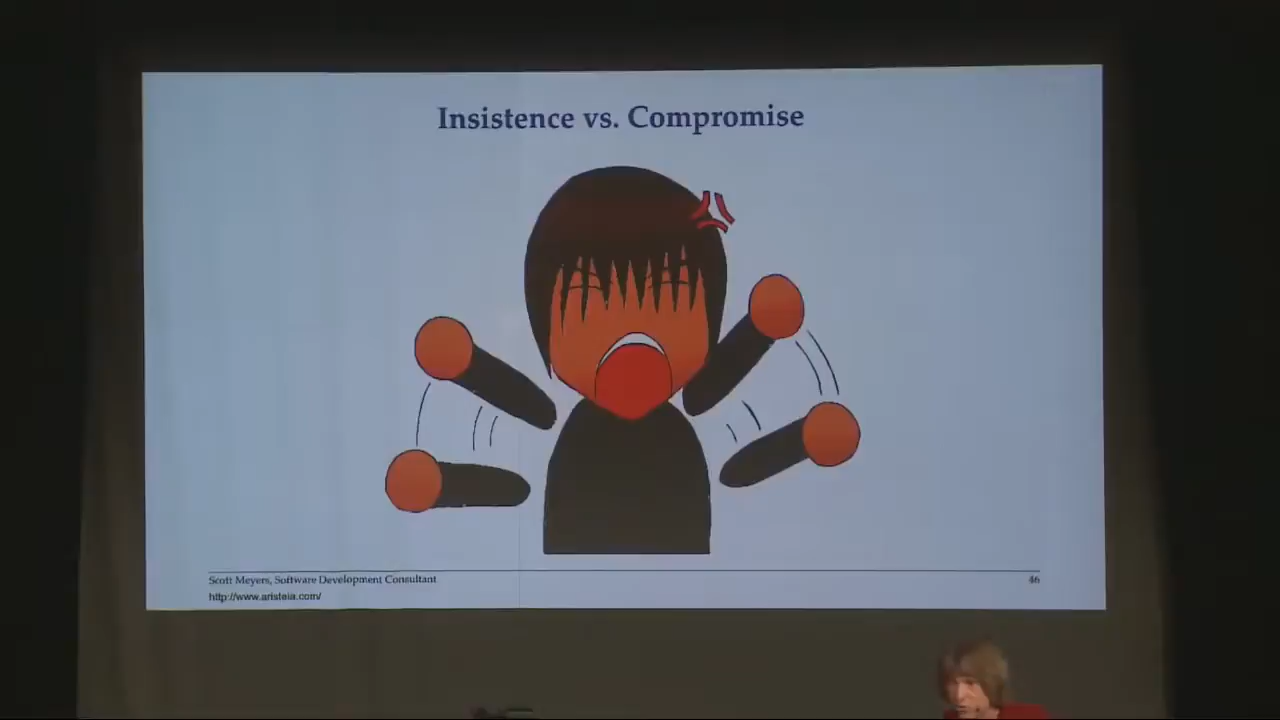 Insistence vs. Compromise
Scott Meyers, Software Development Consultant
46
http://www.aristeia.com/